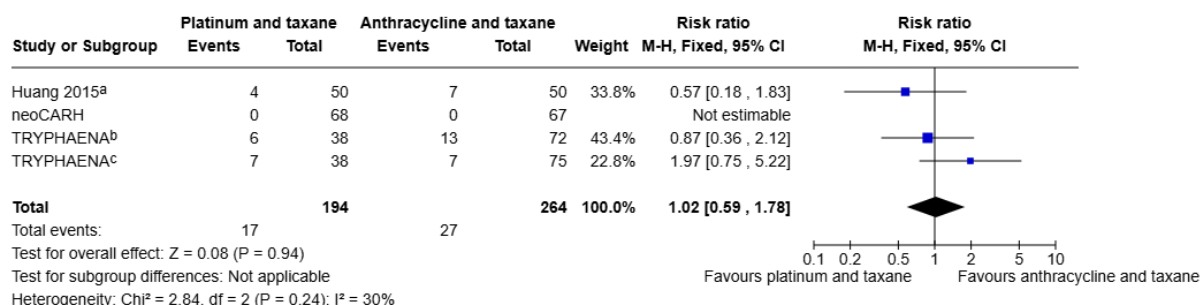 Platinum and taxane Anthracycline and taxane Risk ratio Risk ratio
Study or Subgroup Events Total Events Total Weight M-H, Fixed, 95% CI M-H, Fixed, 95% CI
Huang 2015ᵃ 4 50 7 50 33.8% 0.57 [0.18 , 1.83]
neoCARH 0 68 0 67 Not estimable
TRYPHAENAᵇ 6 38 13 72 43.4% 0.87 [0.36 , 2.12]
TRYPHAENAᶜ 7 38 7 75 22.8% 1.97 [0.75 , 5.22]
Total 194 264 100.0% 1.02 [0.59 , 1.78]
Total events: 17 27
Test for overall effect: Z = 0.08 (P = 0.94)
0.1 0.2 0.5 1 2 5 10
Test for subgroup differences: Not applicable
Favours platinum and taxane Favours anthracycline and taxane
Heterogeneity: Chi² = 2.84, df = 2 (P = 0.24); I² = 30%